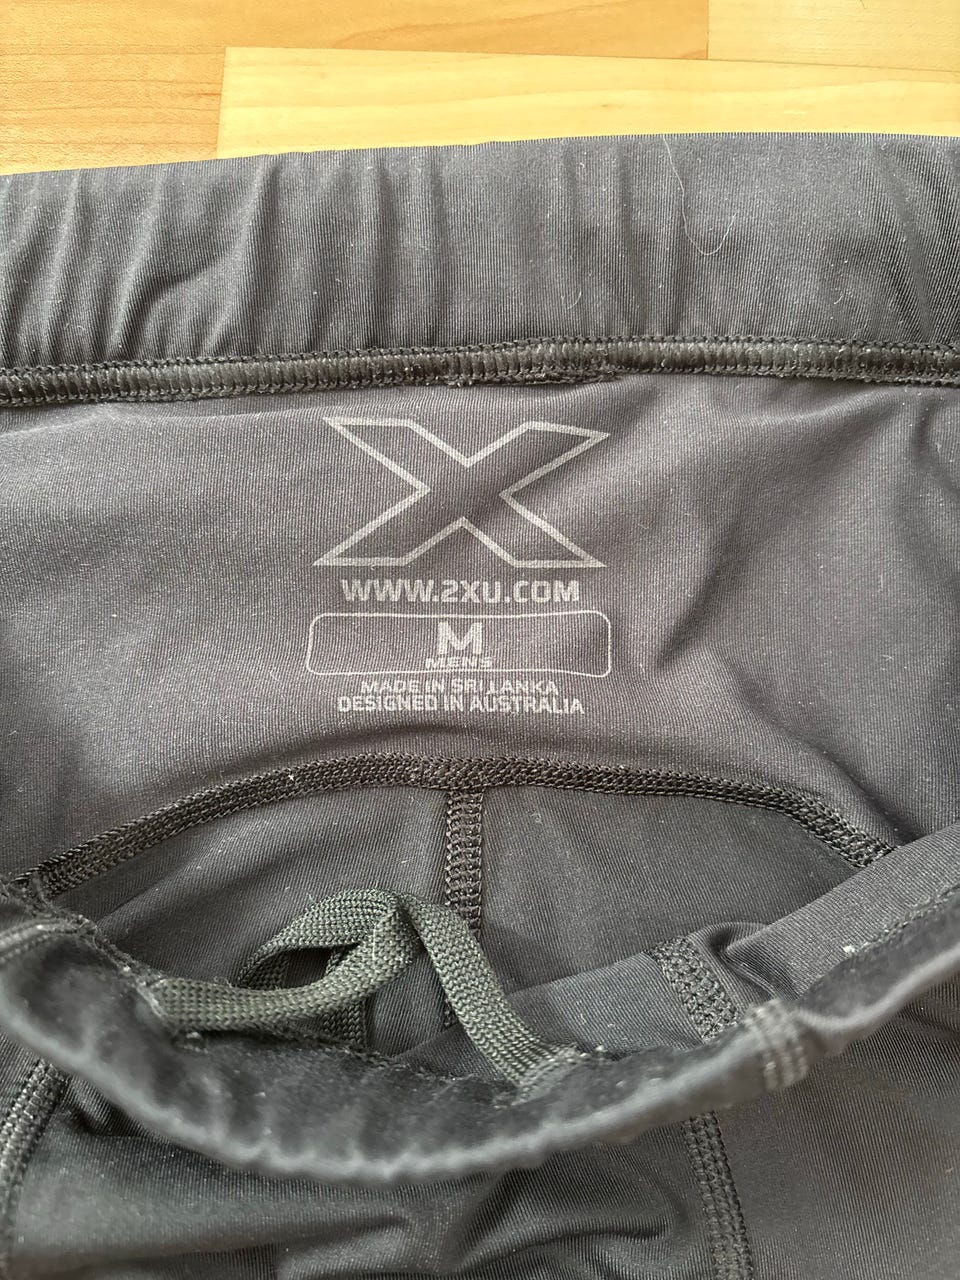 X
WWW.2XU.COM
M
MENS
MADE IN SRI LANKA
DESIGNED IN AUSTRALIA